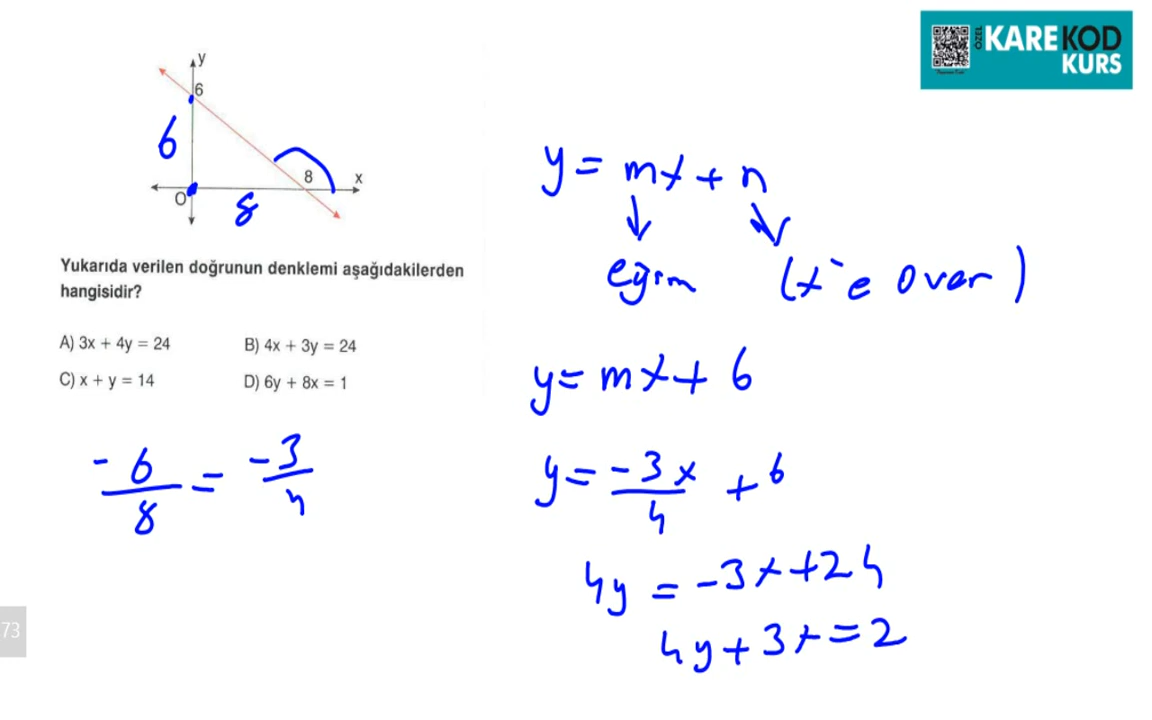 ÖZEL KAREKOD
KURS
y
6
6
8
x
O
8
Yukarıda verilen doğrunun denklemi aşağıdakilerden
hangisidir?
A) 3x + 4y = 24
B) 4x + 3y = 24
C) x + y = 14
D) 6y + 8x = 1
-6/8 = -3/4
y = mx + n
eğim (x=0 over)
y = mx + 6
y = -3x/4 + 6
4y = -3x + 24
4y + 3x = 2
73